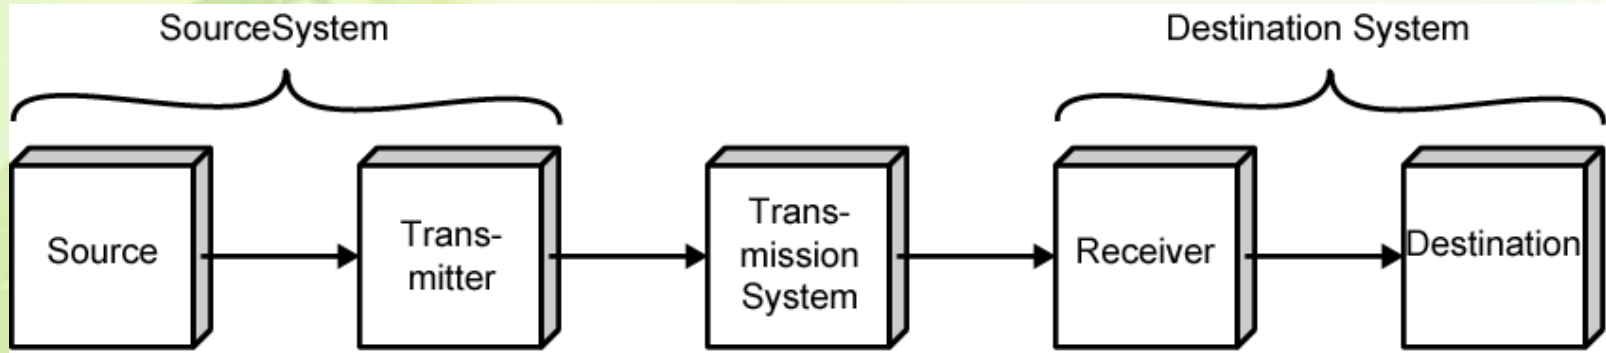 SourceSystem
Destination System
Source
Trans-
mitter
Trans-
mission
System
Receiver
Destination